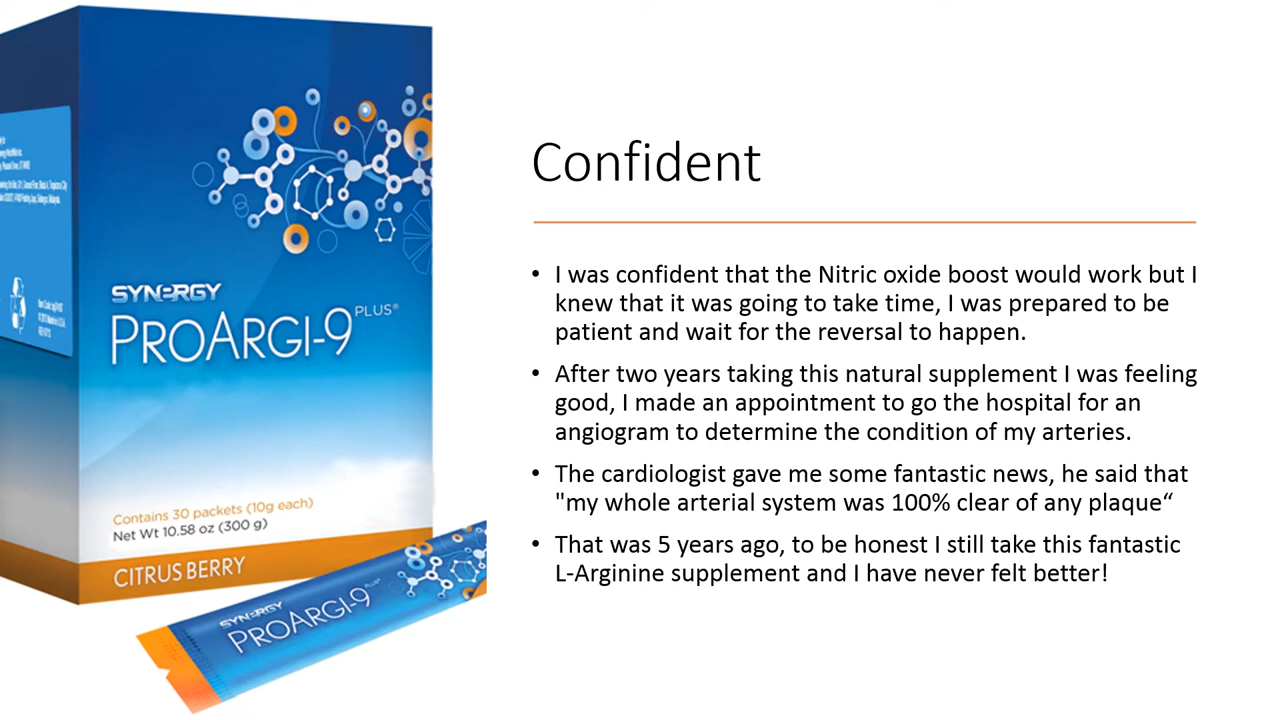 SYNERGY
PROARGI-9 PLUS®
Contains 30 packets (10g each)
Net Wt 10.58 oz (300 g)
CITRUS BERRY
SYNERGY
PROARGI-9 PLUS®
Confident
• I was confident that the Nitric oxide boost would work but I
knew that it was going to take time, I was prepared to be
patient and wait for the reversal to happen.
• After two years taking this natural supplement I was feeling
good, I made an appointment to go the hospital for an
angiogram to determine the condition of my arteries.
• The cardiologist gave me some fantastic news, he said that
"my whole arterial system was 100% clear of any plaque“
• That was 5 years ago, to be honest I still take this fantastic
L-Arginine supplement and I have never felt better!